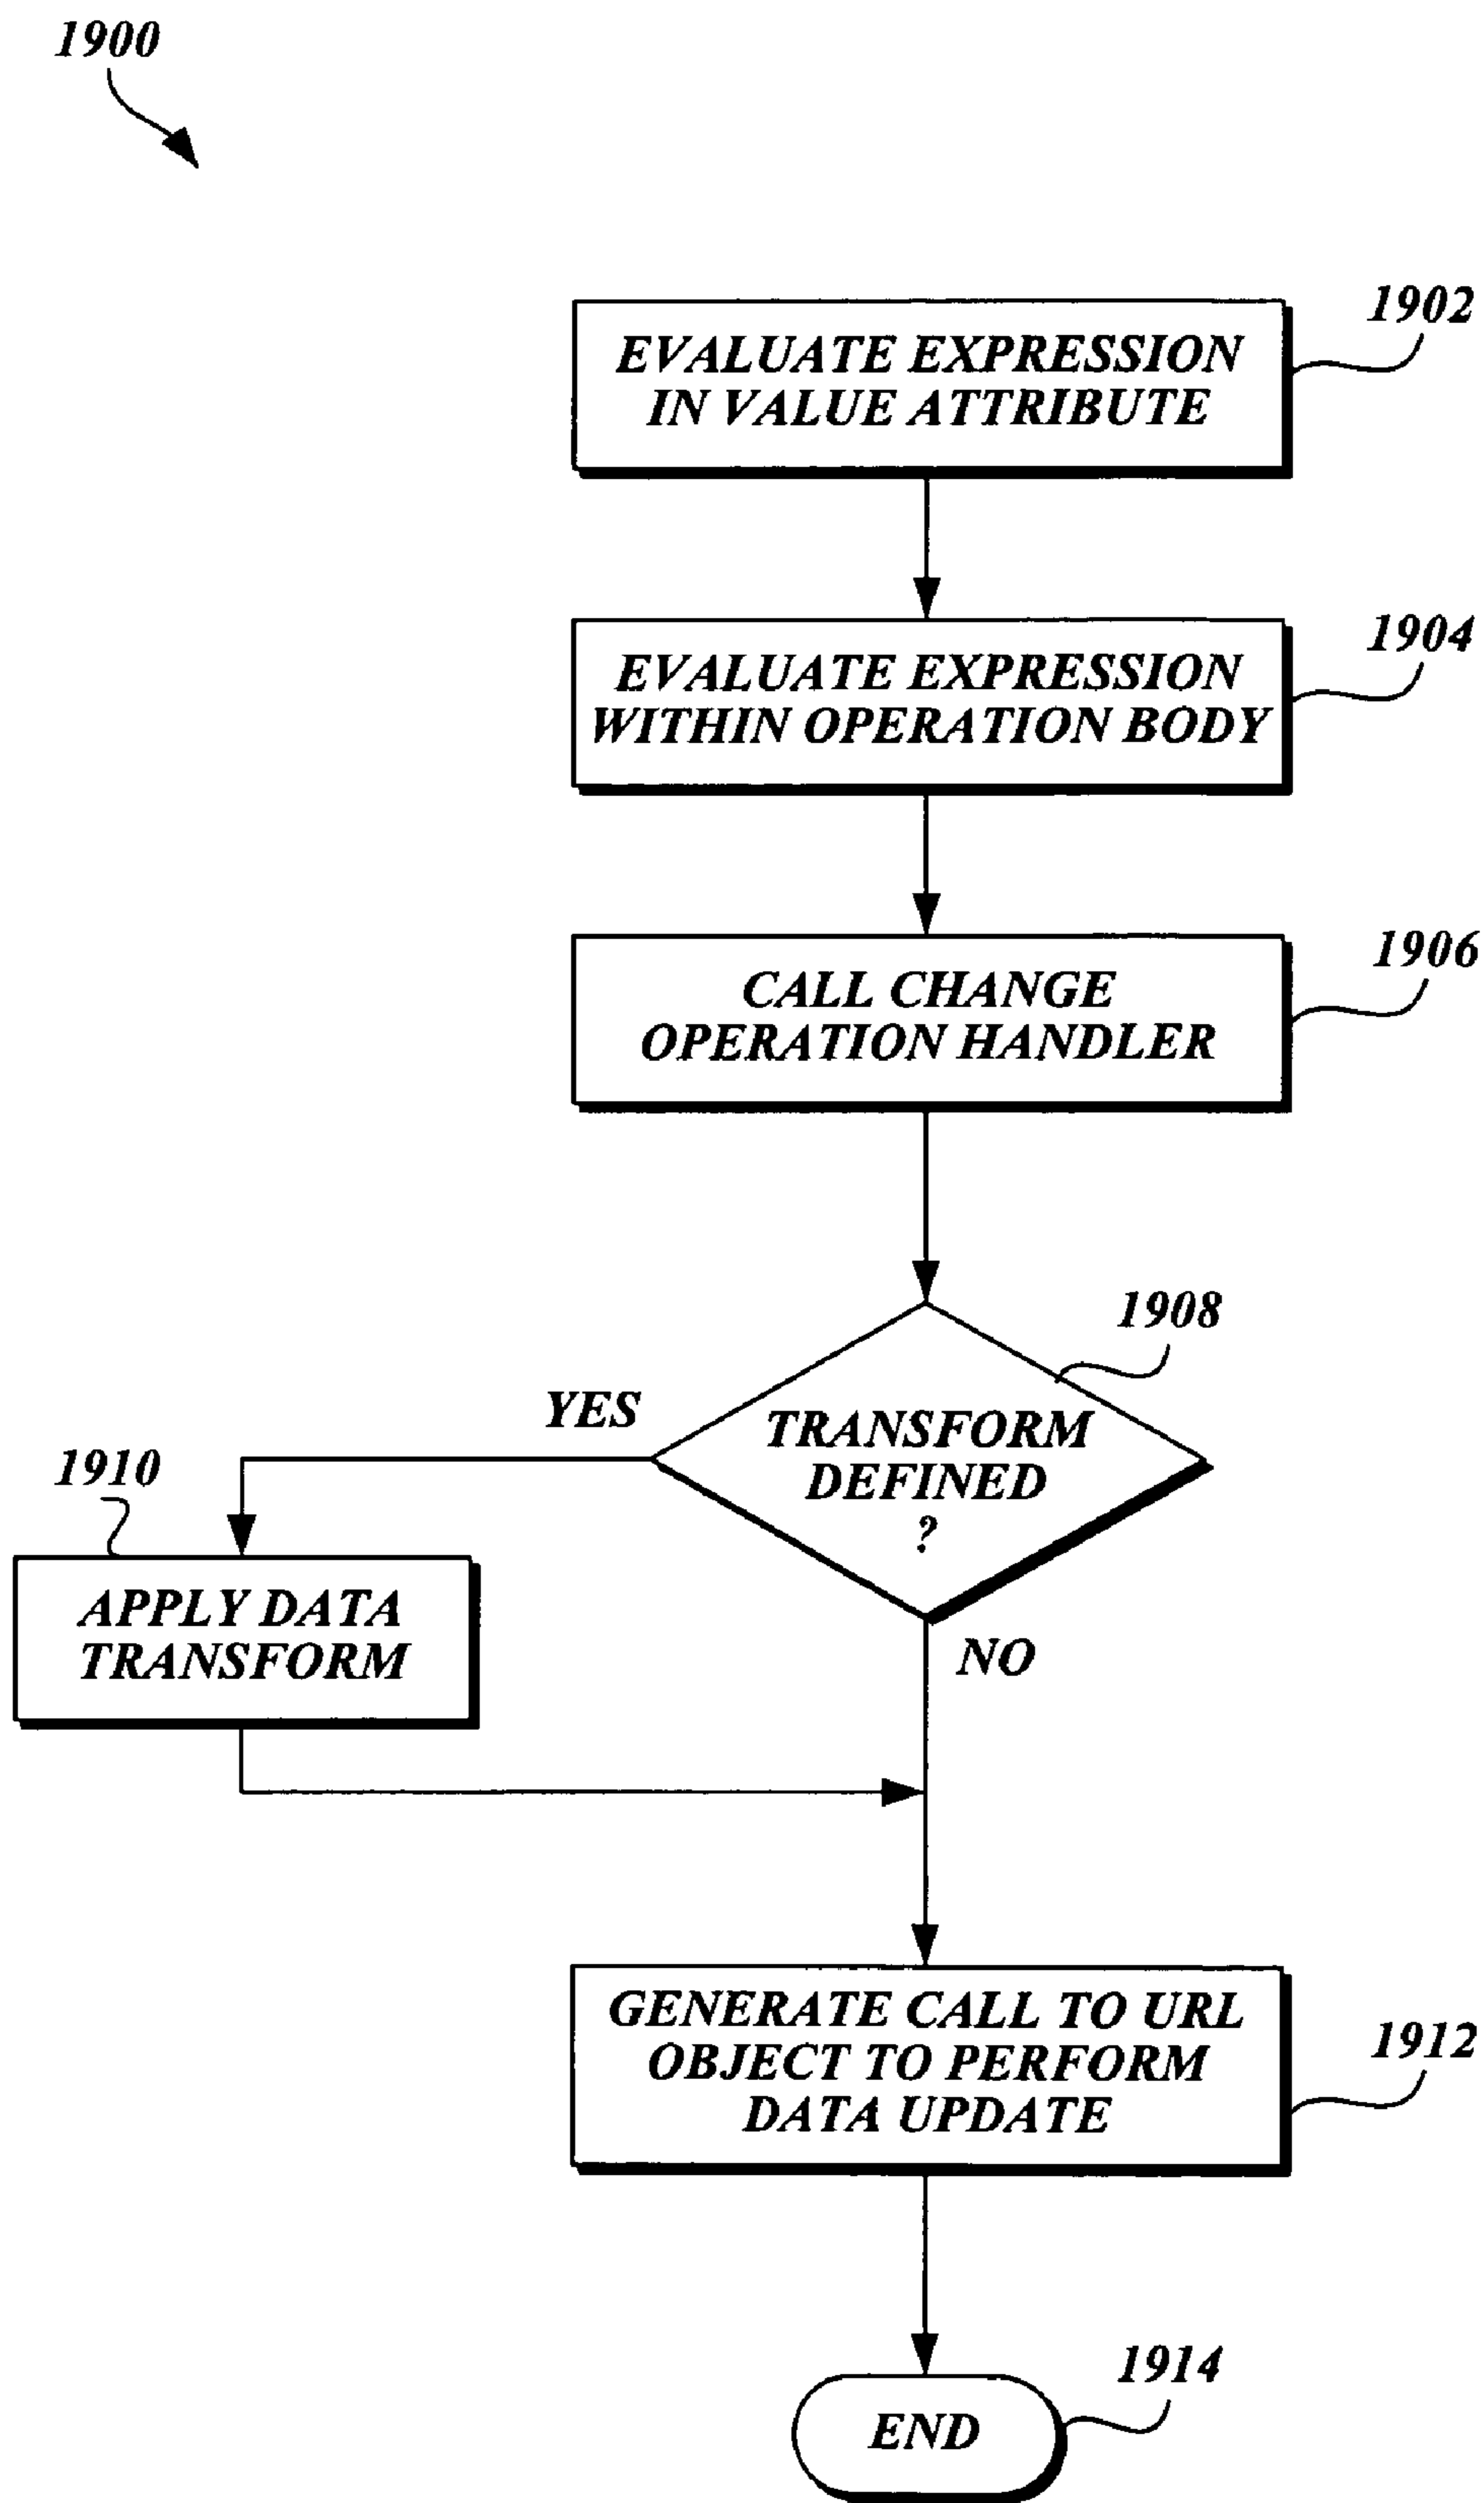 1900
1902
EVALUATE EXPRESSION
IN VALUE ATTRIBUTE
1904
EVALUATE EXPRESSION
WITHIN OPERATION BODY
1906
CALL CHANGE
OPERATION HANDLER
1908
TRANSFORM
DEFINED
?
YES
1910
APPLY DATA
TRANSFORM
NO
GENERATE CALL TO URL
OBJECT TO PERFORM
DATA UPDATE
1912
1914
END